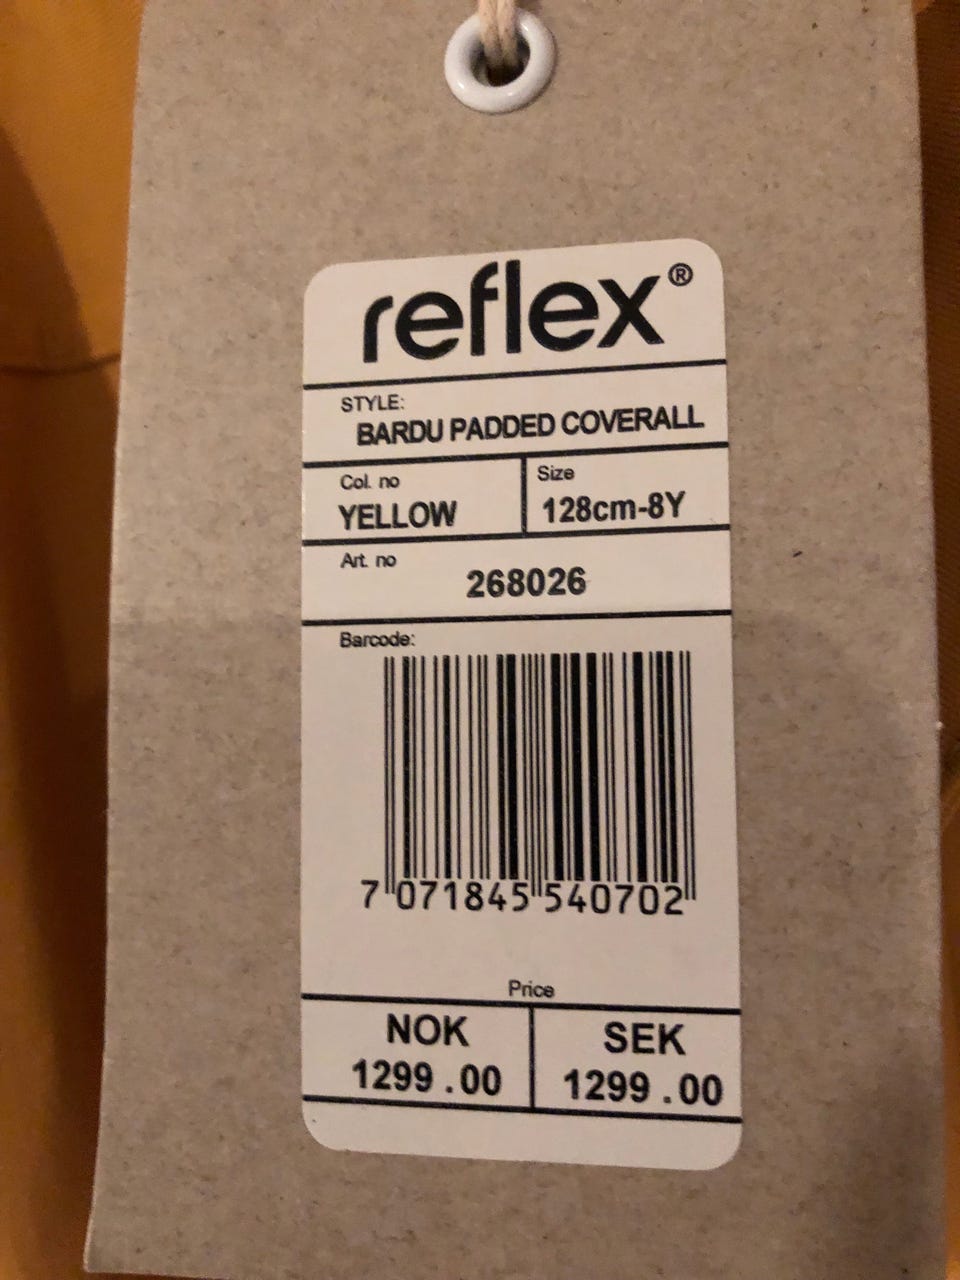 reflex®
STYLE:
BARDU PADDED COVERALL
Col. no
YELLOW
Size
128cm-8Y
Art. no
268026
Barcode:
7 071845 540702
Price
NOK
1299 .00
SEK
1299 .00